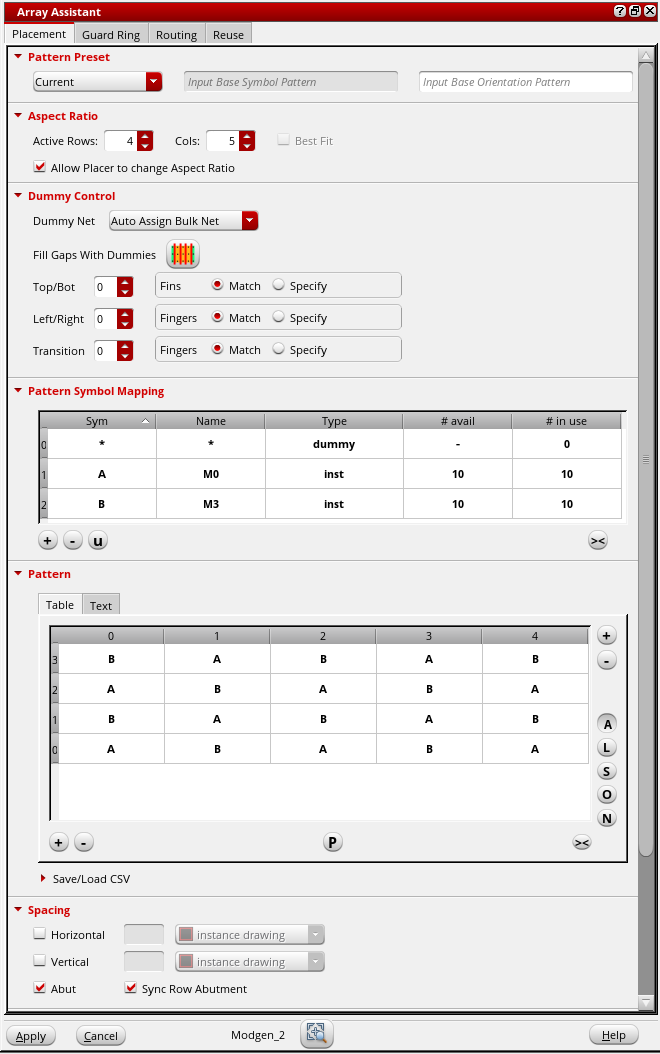 Array Assistant ? X
Placement Guard Ring Routing Reuse
Pattern Preset
Current Input Base Symbol Pattern Input Base Orientation Pattern
Aspect Ratio
Active Rows: 4 Cols: 5 Best Fit
Allow Placer to change Aspect Ratio
Dummy Control
Dummy Net Auto Assign Bulk Net
Fill Gaps With Dummies
Top/Bot 0 Fins Match Specify
Left/Right 0 Fingers Match Specify
Transition 0 Fingers Match Specify
Pattern Symbol Mapping
Sym Name Type # avail # in use
0 * * dummy - 0
1 A M0 inst 10 10
2 B M3 inst 10 10
+ - u ><
Pattern
Table Text
0 1 2 3 4 +
3 B A B A B -
2 A B A B A
1 B A B A B A
0 A B A B A L
S
O
N
+ - P ><
Save/Load CSV
Spacing
Horizontal instance drawing
Vertical instance drawing
Abut Sync Row Abutment
Apply Cancel Modgen_2 Help